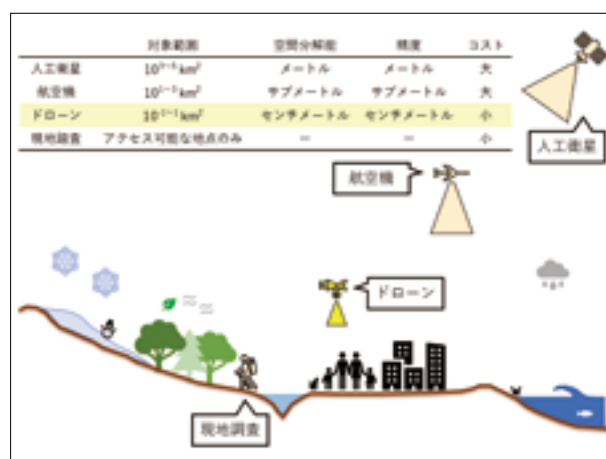 対象範囲 空間分解能 精度 コスト
人工衛星 km² メートル メートル 大
航空機 km² サブメートル サブメートル 大
ドローン km² センチメートル センチメートル 小
現地調査 アクセス可能な地点のみ － － 小
人工衛星
航空機
ドローン
現地調査